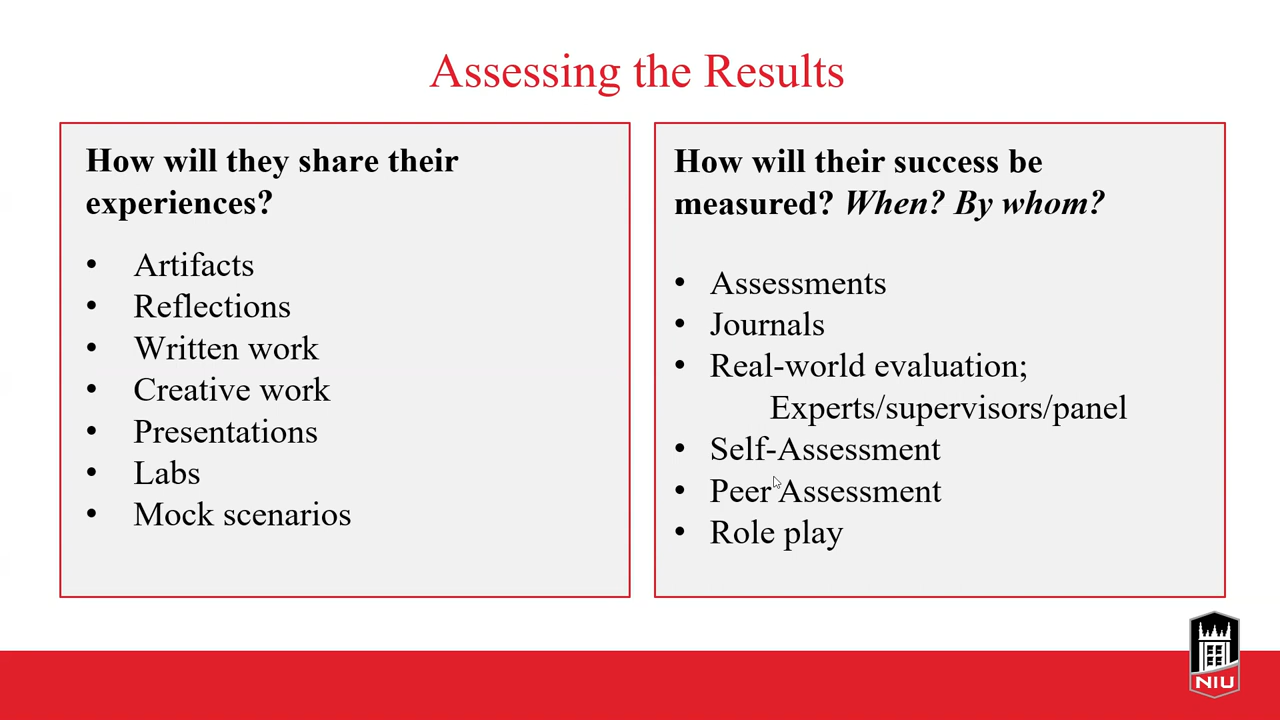 Assessing the Results
How will they share their
experiences?
• Artifacts
• Reflections
• Written work
• Creative work
• Presentations
• Labs
• Mock scenarios
How will their success be
measured? When? By whom?
• Assessments
• Journals
• Real-world evaluation;
Experts/supervisors/panel
• Self-Assessment
• Peer Assessment
• Role play
NIU